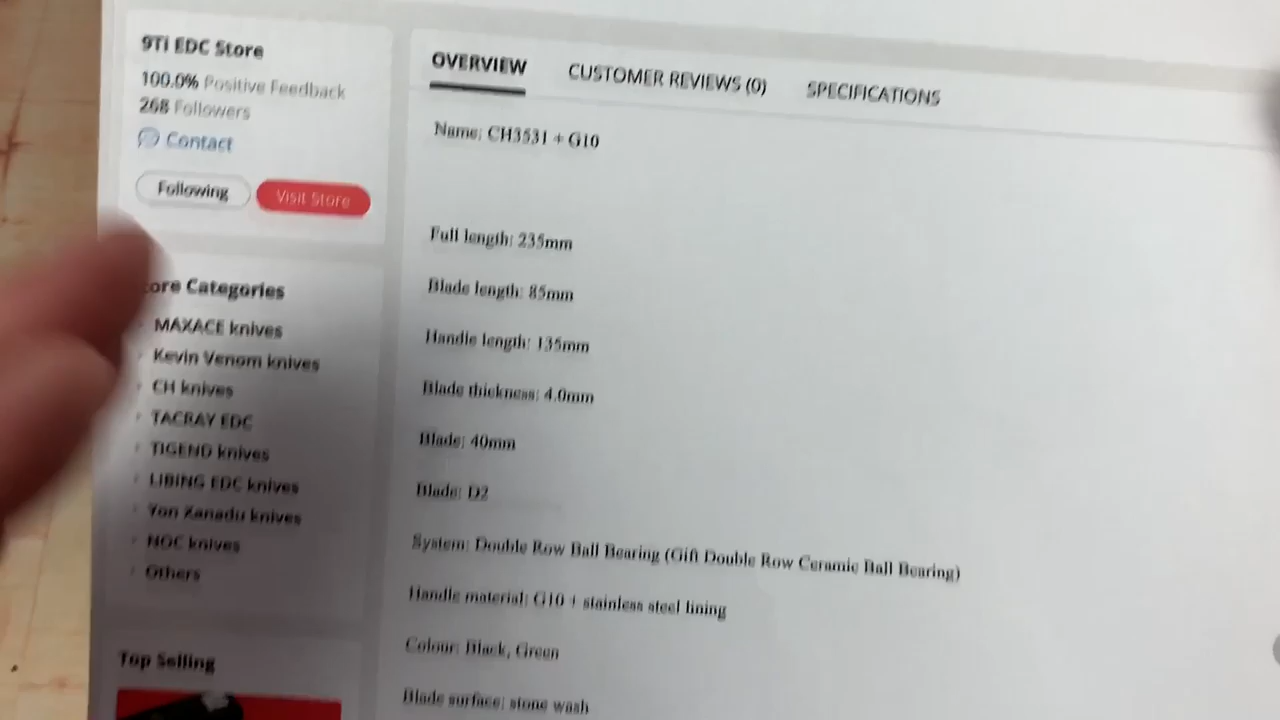 9Ti EDC Store
100.0% Positive Feedback
268 Followers
Contact
Following
Visit Store
ore Categories
MAXACE knives
Kevin Venom knives
CH knives
TACRAY EDC
TIGEND knives
LIBING EDC knives
Yon Xanadu knives
NOC knives
Others
Top Selling
OVERVIEW
CUSTOMER REVIEWS (0)
SPECIFICATIONS
Name: CH3531 + G10
Full length: 235mm
Blade length: 85mm
Handle length: 135mm
Blade thickness: 4.0mm
Blade: 40mm
Blade: D2
System: Double Row Ball Bearing (Gift Double Row Ceramic Ball Bearing)
Handle material: G10 + stainless steel lining
Colour: Black, Green
Blade surface: stone wash